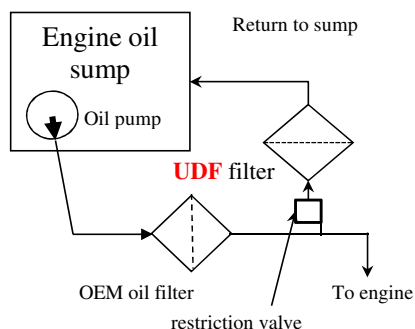 Engine oil
sump
Return to sump
Oil pump
UDF filter
OEM oil filter
To engine
restriction valve